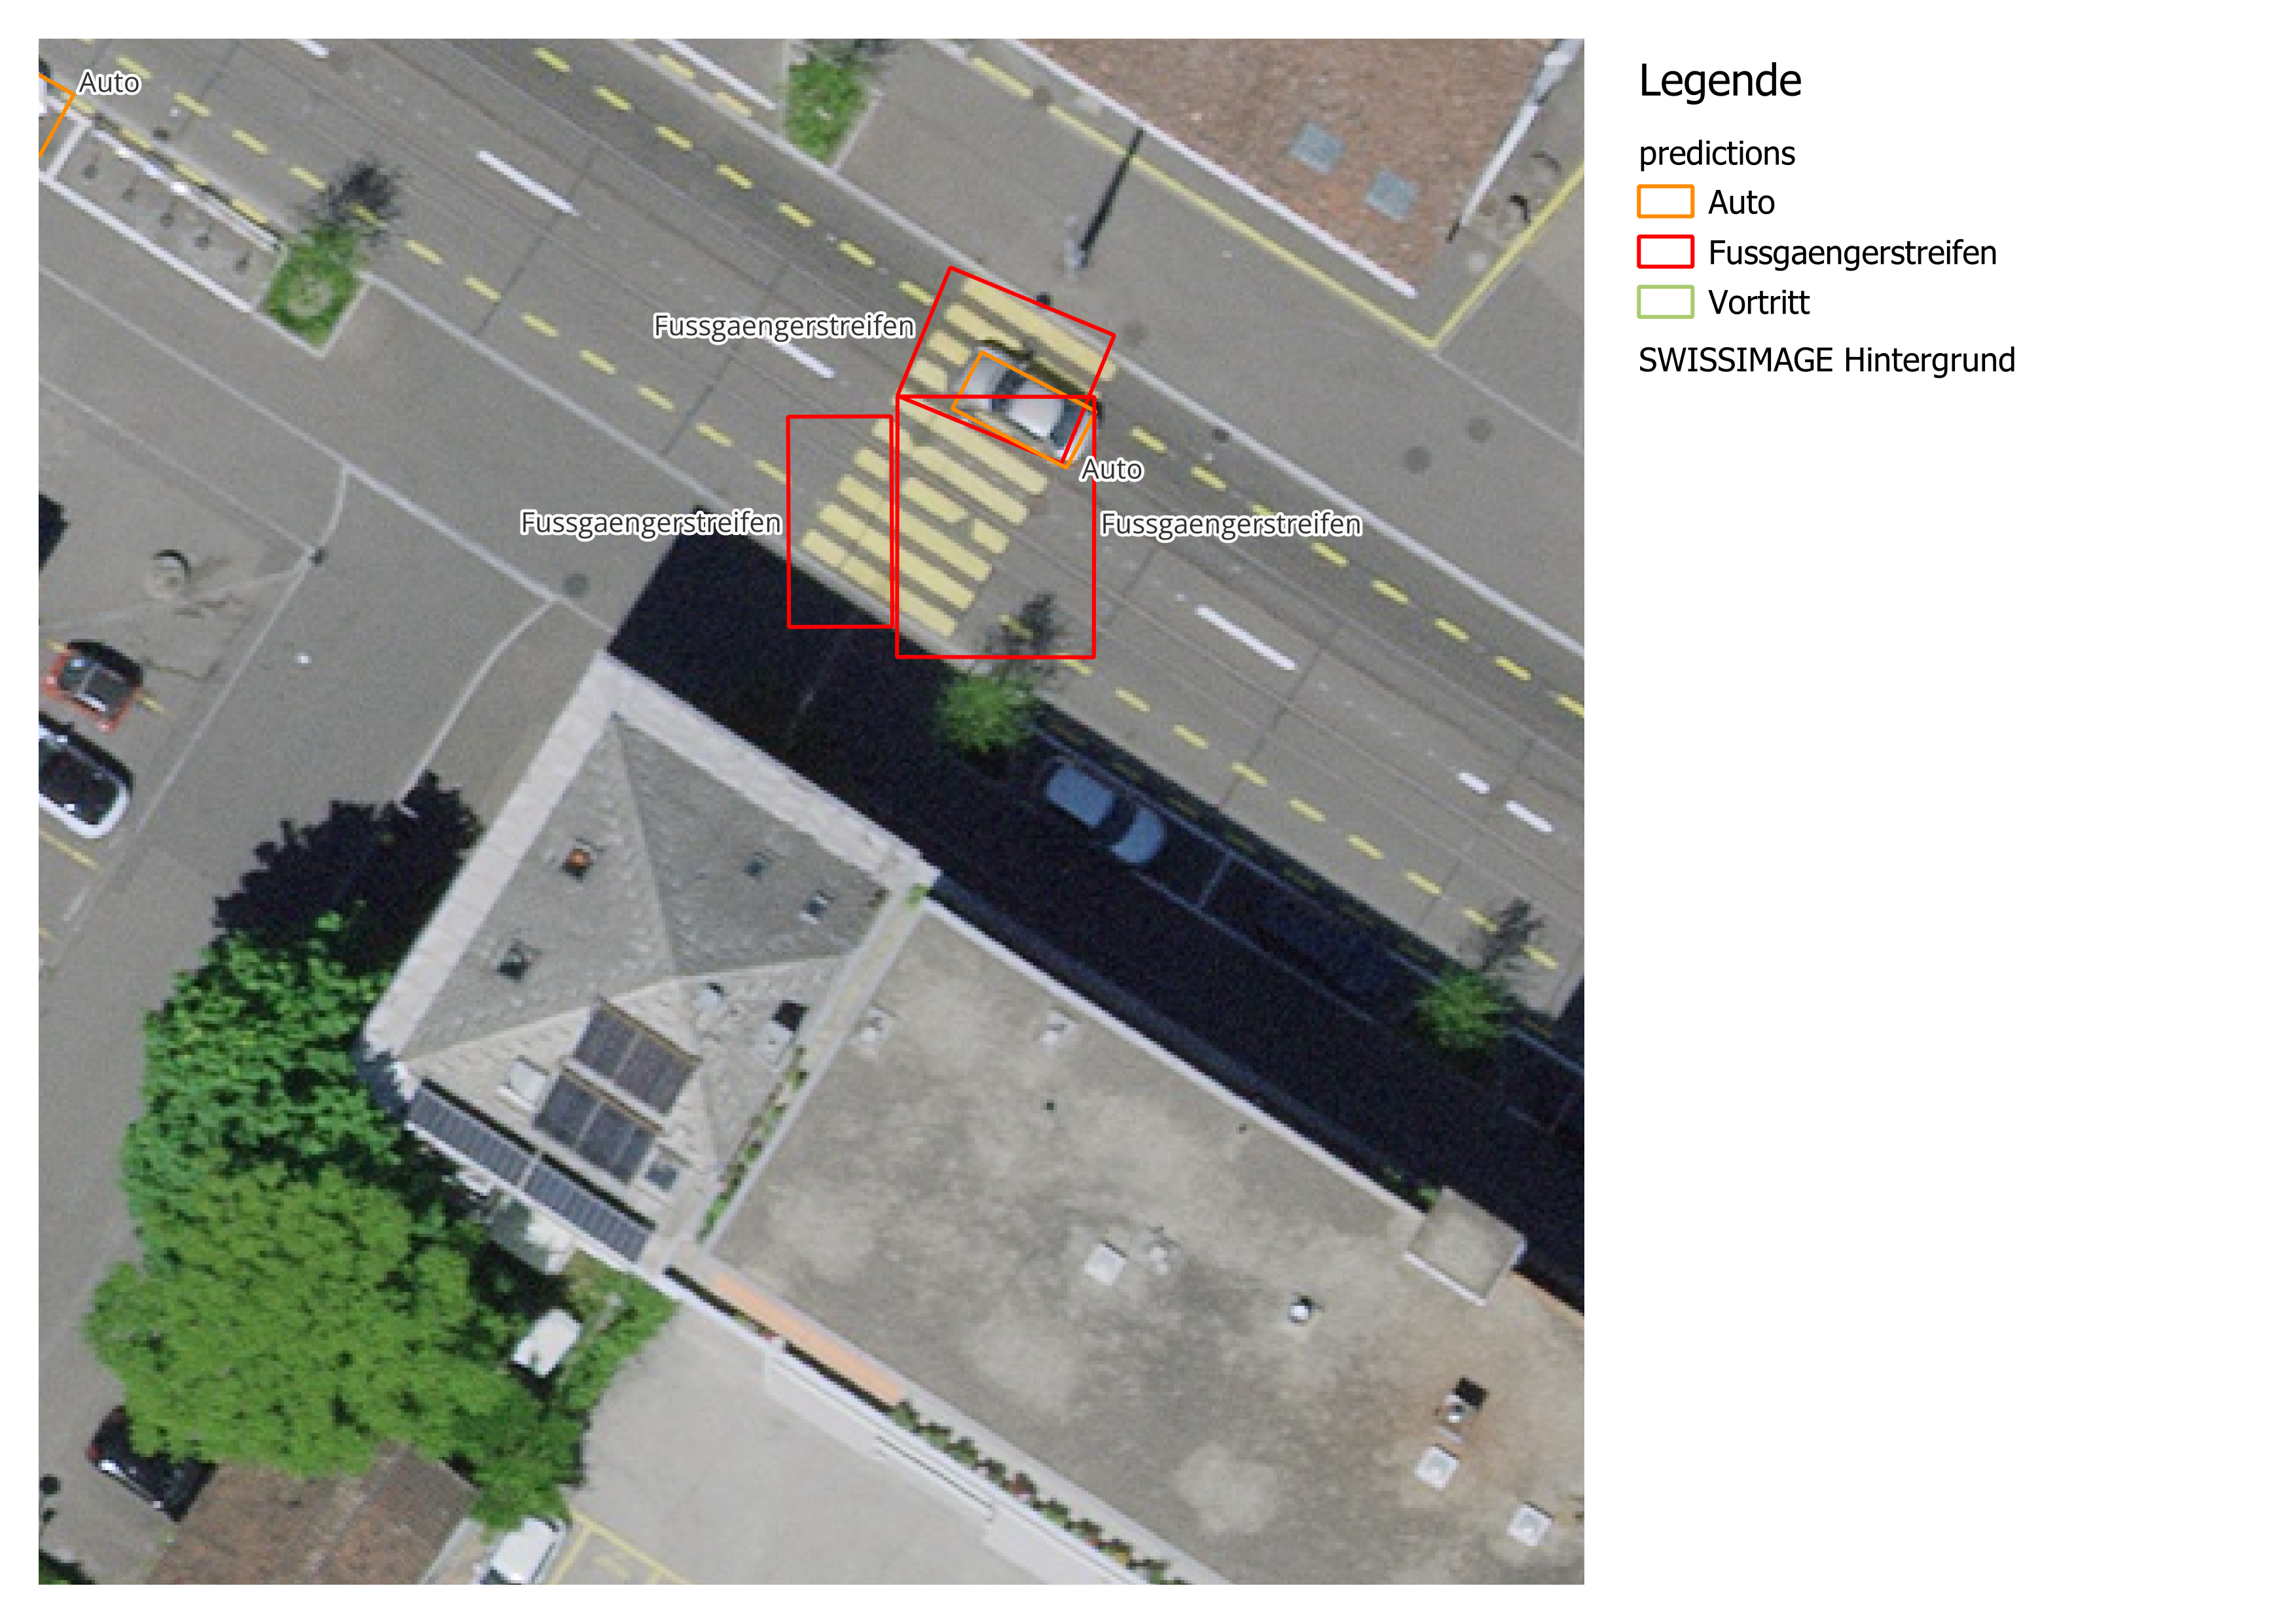 Auto
Fussgaengerstreifen
Auto
Fussgaengerstreifen
Fussgaengerstreifen
Legende
predictions
Auto
Fussgaengerstreifen
Vortritt
SWISSIMAGE Hintergrund